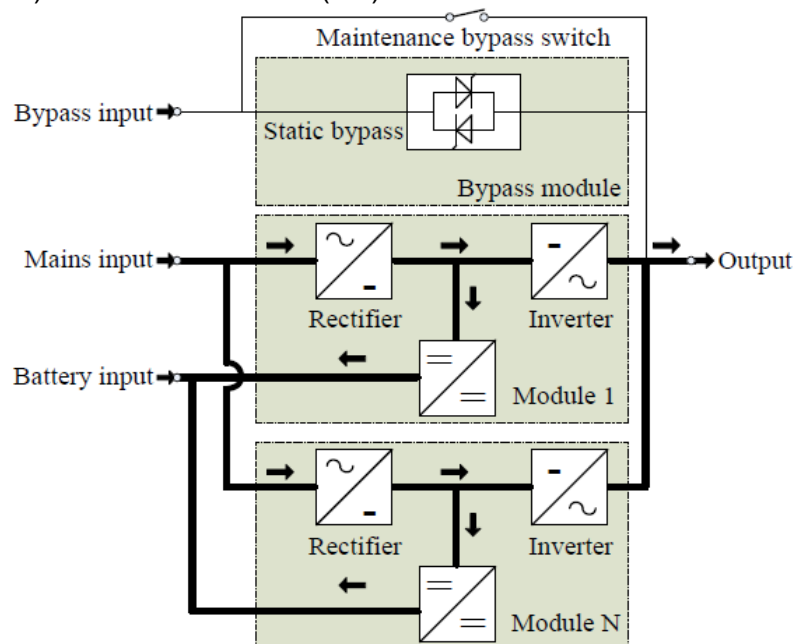 Maintenance bypass switch
Bypass input
Static bypass
Bypass module
Mains input
Output
Rectifier
Inverter
Battery input
Module 1
Rectifier
Inverter
Module N